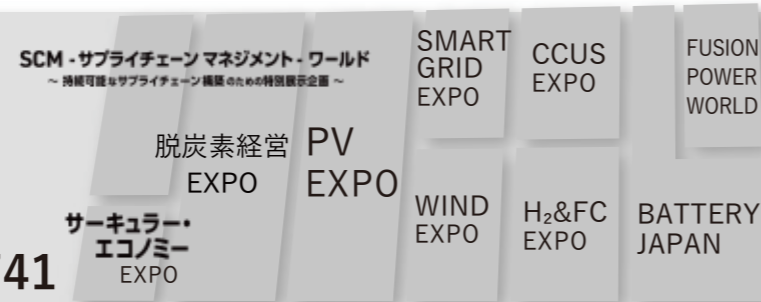 SCM - サプライチェーン マネジメント - ワールド
～ 持続可能なサプライチェーン構築のための特別展示企画 ～
脱炭素経営
EXPO
サーキュラー・
エコノミー
EXPO
41
PV
EXPO
SMART
GRID
EXPO
WIND
EXPO
CCUS
EXPO
H₂&FC
EXPO
FUSION
POWER
WORLD
BATTERY
JAPAN